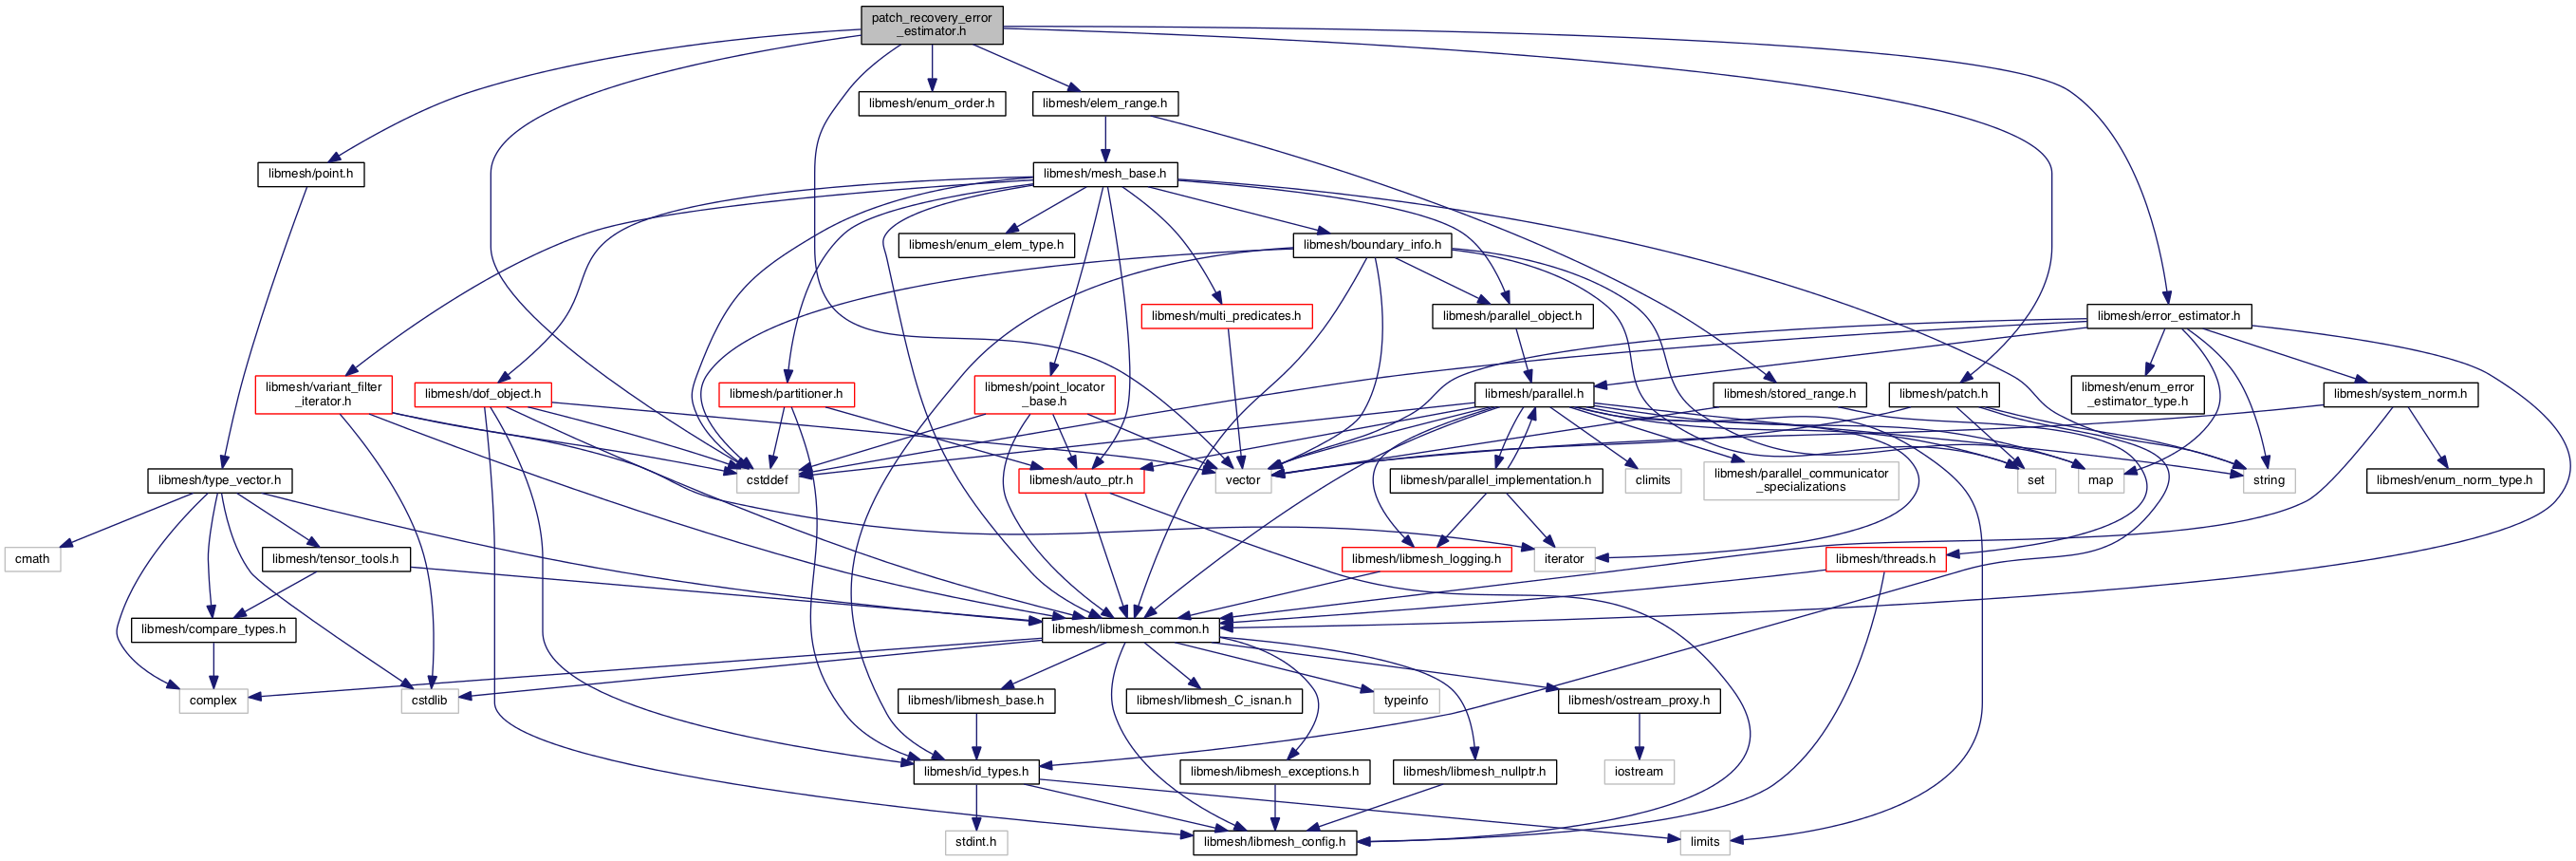 patch_recovery_error
_estimator.h
libmesh/enum_order.h
libmesh/elem_range.h
libmesh/point.h
libmesh/mesh_base.h
libmesh/enum_elem_type.h
libmesh/boundary_info.h
libmesh/multi_predicates.h
libmesh/parallel_object.h
libmesh/error_estimator.h
libmesh/variant_filter
_iterator.h
libmesh/dof_object.h
libmesh/partitioner.h
libmesh/point_locator
_base.h
libmesh/parallel.h
libmesh/stored_range.h
libmesh/patch.h
libmesh/enum_error
_estimator_type.h
libmesh/system_norm.h
libmesh/type_vector.h
cstddef
libmesh/auto_ptr.h
vector
libmesh/parallel_implementation.h
climits
libmesh/parallel_communicator
_specializations
set
map
string
libmesh/enum_norm_type.h
cmath
libmesh/tensor_tools.h
libmesh/libmesh_logging.h
iterator
libmesh/threads.h
libmesh/compare_types.h
libmesh/libmesh_common.h
complex
cstdlib
libmesh/libmesh_base.h
libmesh/libmesh_C_isnan.h
typeinfo
libmesh/ostream_proxy.h
libmesh/id_types.h
libmesh/libmesh_exceptions.h
libmesh/libmesh_nullptr.h
iostream
stdint.h
libmesh/libmesh_config.h
limits